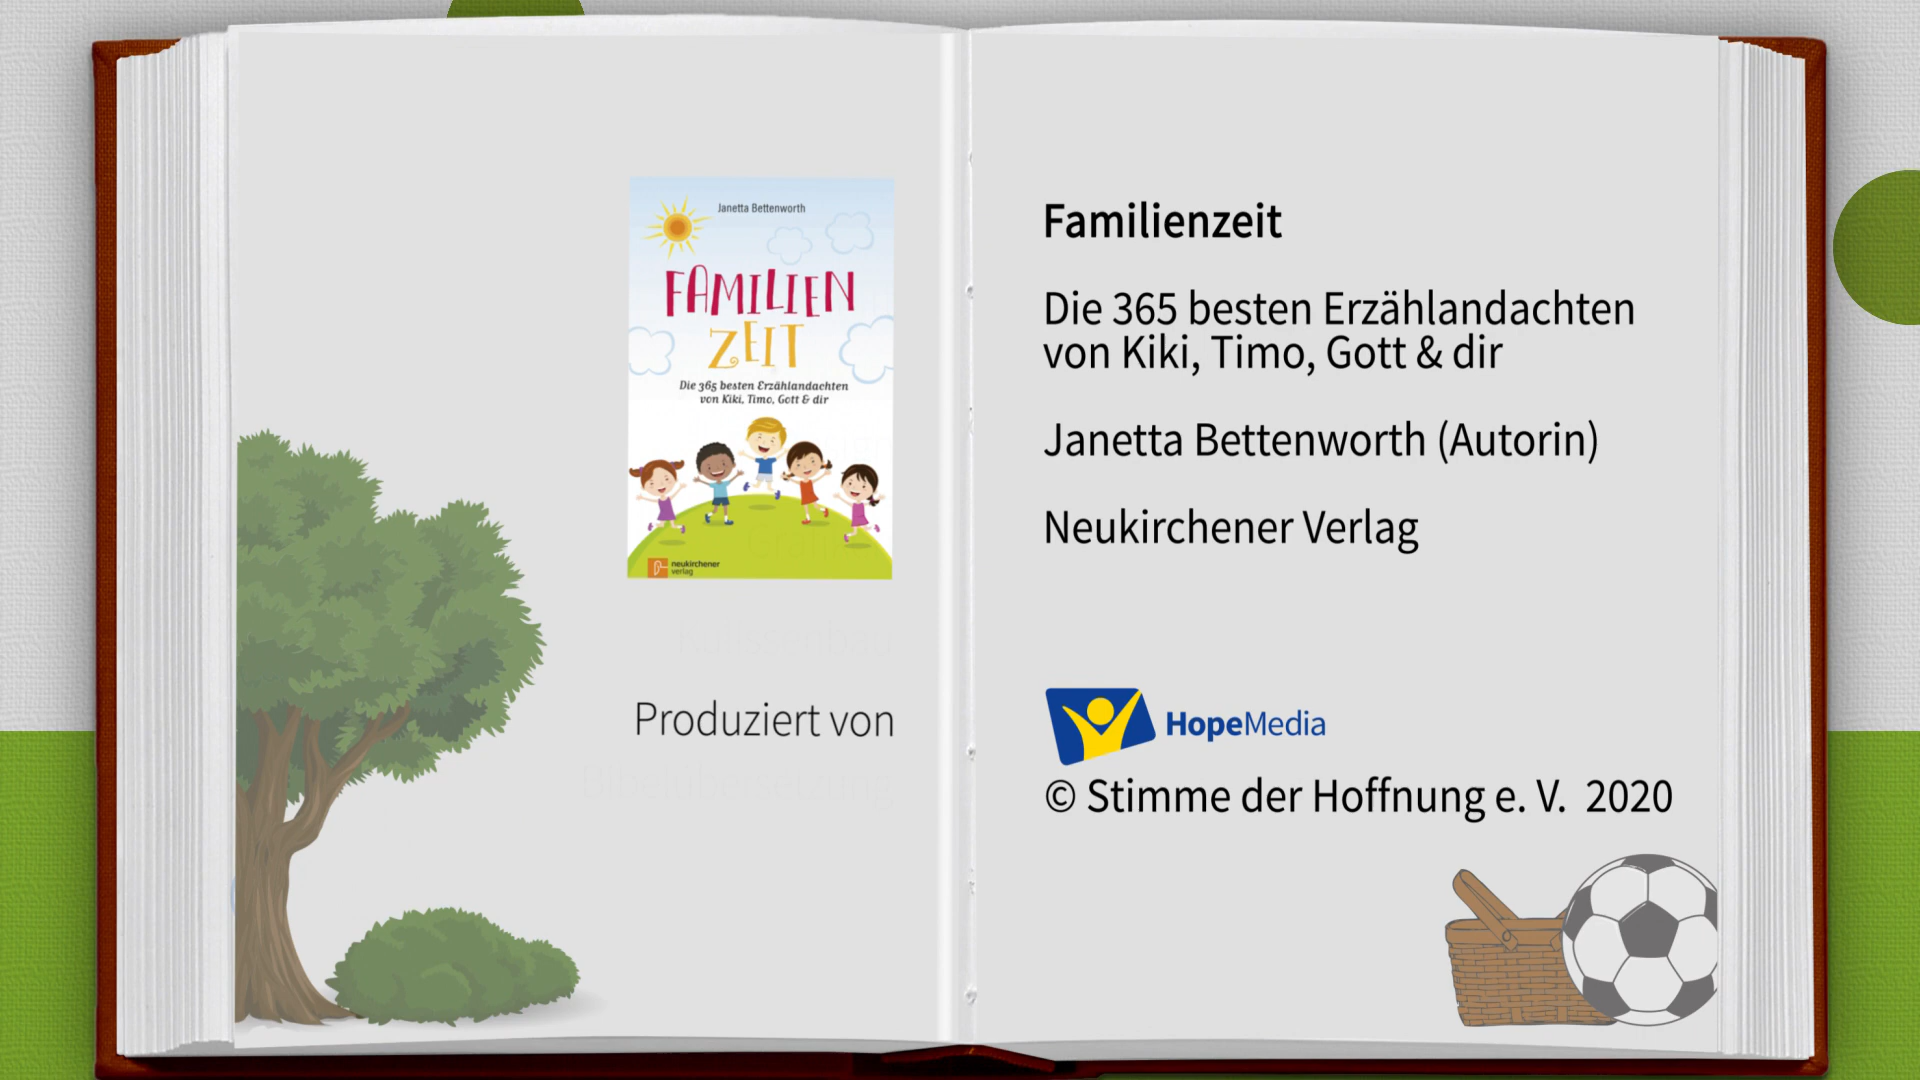 Janetta Bettenworth
FAMILIEN
ZEIT
Die 365 besten Erzählandachten
von Kiki, Timo, Gott & dir
neukirchener
verlag
Produziert von
Bibelübersetzung
Familienzeit
Die 365 besten Erzählandachten
von Kiki, Timo, Gott & dir
Janetta Bettenworth (Autorin)
Neukirchener Verlag
HopeMedia
© Stimme der Hoffnung e. V. 2020